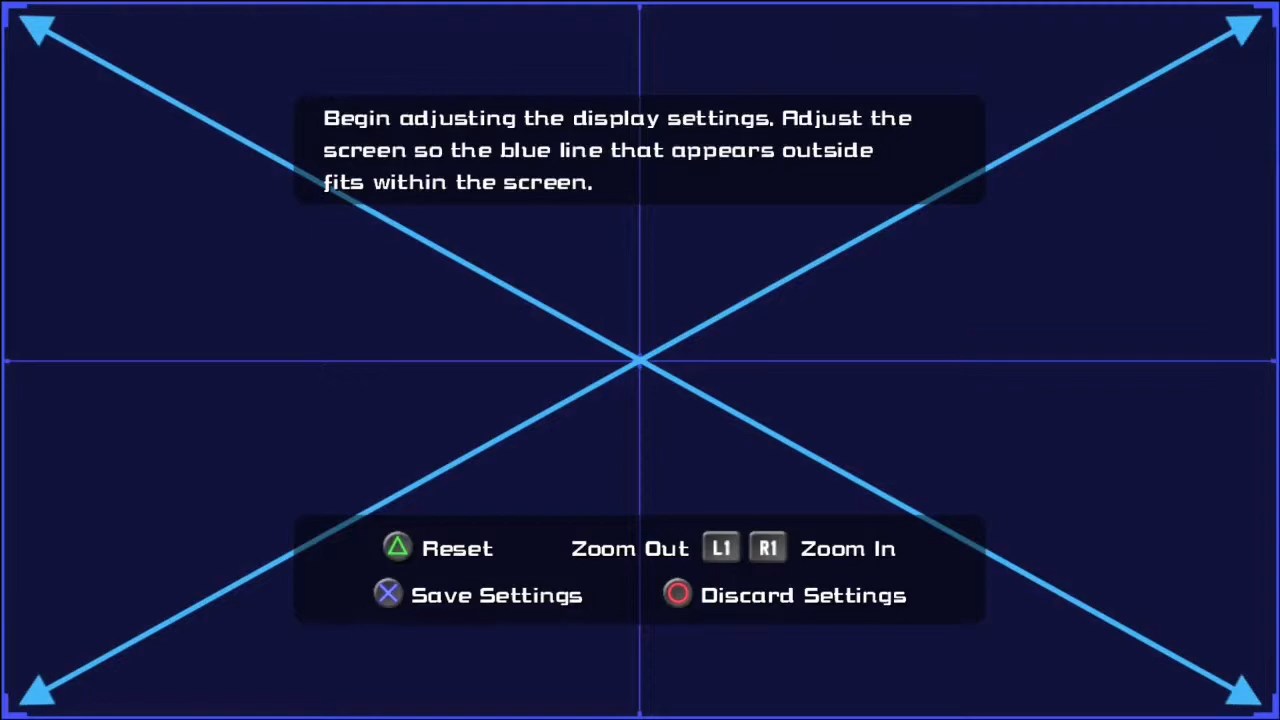 Begin adjusting the display settings. Adjust the
screen so the blue line that appears outside
fits within the screen.
Reset Zoom Out L1 R1 Zoom In
Save Settings Discard Settings